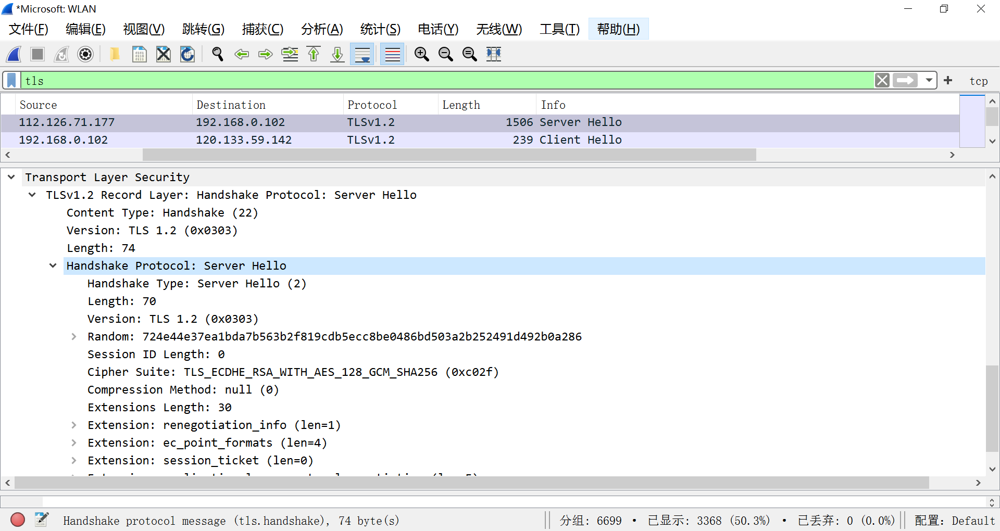 *Microsoft: WLAN
文件(F) 编辑(E) 视图(V) 跳转(G) 捕获(C) 分析(A) 统计(S) 电话(Y) 无线(W) 工具(T) 帮助(H)
tls tcp
Source Destination Protocol Length Info
112.126.71.177 192.168.0.102 TLSv1.2 1506 Server Hello
192.168.0.102 120.133.59.142 TLSv1.2 239 Client Hello
Transport Layer Security
TLSv1.2 Record Layer: Handshake Protocol: Server Hello
Content Type: Handshake (22)
Version: TLS 1.2 (0x0303)
Length: 74
Handshake Protocol: Server Hello
Handshake Type: Server Hello (2)
Length: 70
Version: TLS 1.2 (0x0303)
Random: 724e44e37ea1bda7b563b2f819cdb5ecc8be0486bd503a2b252491d492b0a286
Session ID Length: 0
Cipher Suite: TLS_ECDHE_RSA_WITH_AES_128_GCM_SHA256 (0xc02f)
Compression Method: null (0)
Extensions Length: 30
Extension: renegotiation_info (len=1)
Extension: ec_point_formats (len=4)
Extension: session_ticket (len=0)
Handshake protocol message (tls.handshake), 74 byte(s) 分组: 6699 · 已显示: 3368 (50.3%) · 已丢弃: 0 (0.0%) 配置: Default